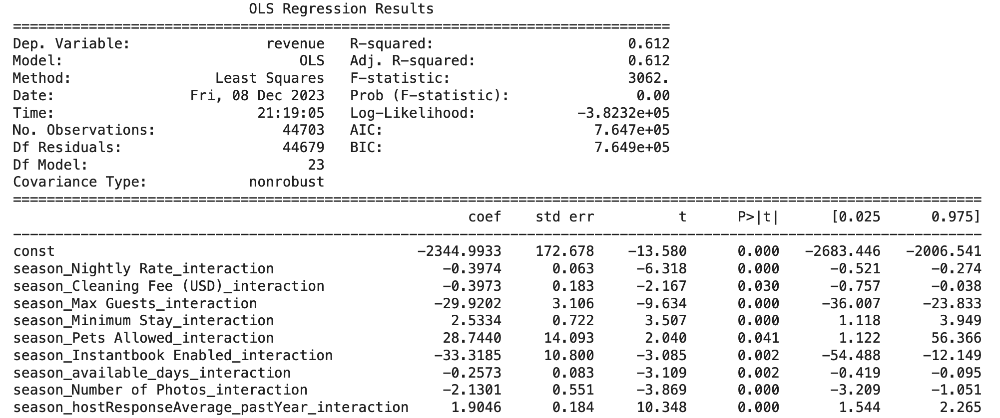 OLS Regression Results
==============================================================================
Dep. Variable: revenue R-squared: 0.612
Model: OLS Adj. R-squared: 0.612
Method: Least Squares F-statistic: 3062.
Date: Fri, 08 Dec 2023 Prob (F-statistic): 0.00
Time: 21:19:05 Log-Likelihood: -3.8232e+05
No. Observations: 44703 AIC: 7.647e+05
Df Residuals: 44679 BIC: 7.649e+05
Df Model: 23
Covariance Type: nonrobust
===================================================================================================================
coef std err t P>|t| [0.025 0.975]
-------------------------------------------------------------------------------------------------------------------
const -2344.9933 172.678 -13.580 0.000 -2683.446 -2006.541
season_Nightly Rate_interaction -0.3974 0.063 -6.318 0.000 -0.521 -0.274
season_Cleaning Fee (USD)_interaction -0.3973 0.183 -2.167 0.030 -0.757 -0.038
season_Max Guests_interaction -29.9202 3.106 -9.634 0.000 -36.007 -23.833
season_Minimum Stay_interaction 2.5334 0.722 3.507 0.000 1.118 3.949
season_Pets Allowed_interaction 28.7440 14.093 2.040 0.041 1.122 56.366
season_Instantbook Enabled_interaction -33.3185 10.800 -3.085 0.002 -54.488 -12.149
season_available_days_interaction -0.2573 0.083 -3.109 0.002 -0.419 -0.095
season_Number of Photos_interaction -2.1301 0.551 -3.869 0.000 -3.209 -1.051
season_hostResponseAverage_pastYear_interaction 1.9046 0.184 10.348 0.000 1.544 2.265